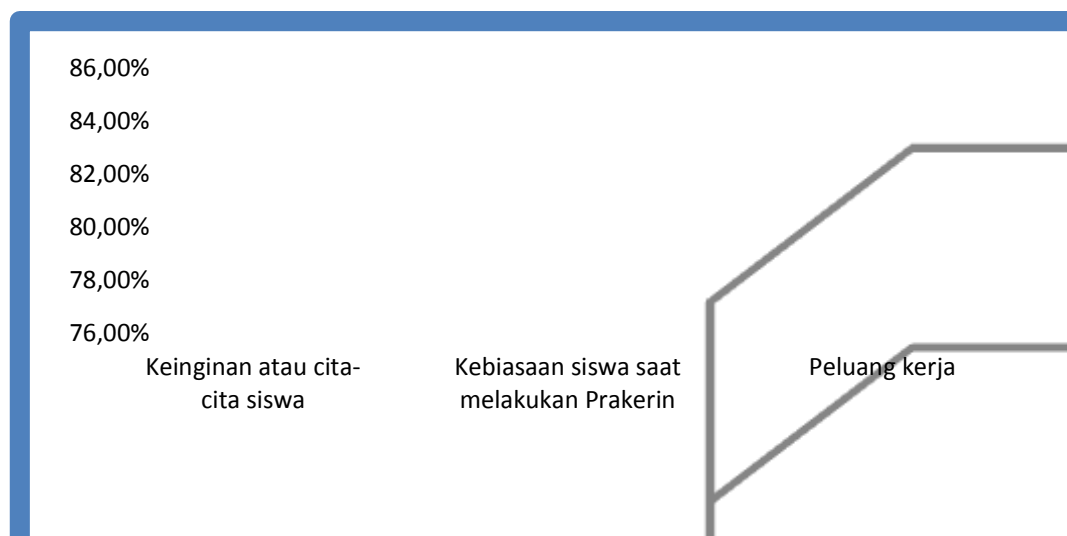 86,00%
84,00%
82,00%
80,00%
78,00%
76,00%
Keinginan atau cita-
cita siswa
Kebiasaan siswa saat
melakukan Prakerin
Peluang kerja